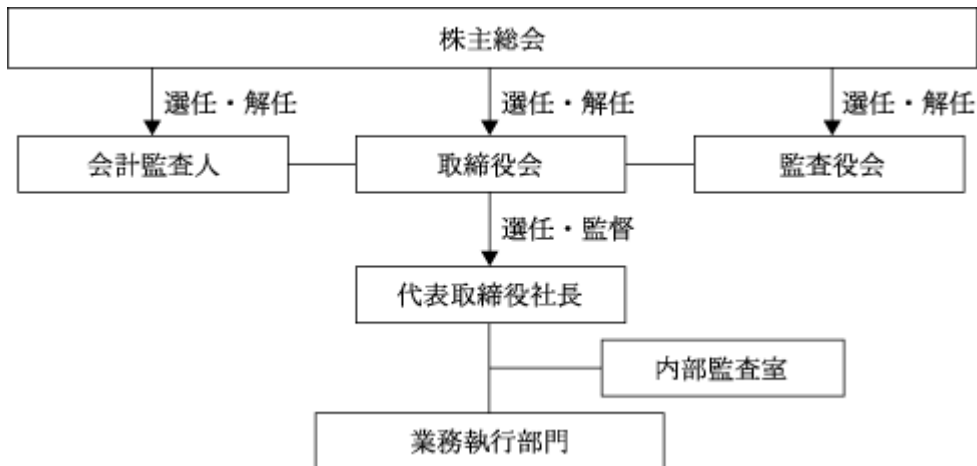 株主総会
選任・解任
選任・解任
選任・解任
会計監査人
取締役会
監査役会
選任・監督
代表取締役社長
内部監査室
業務執行部門